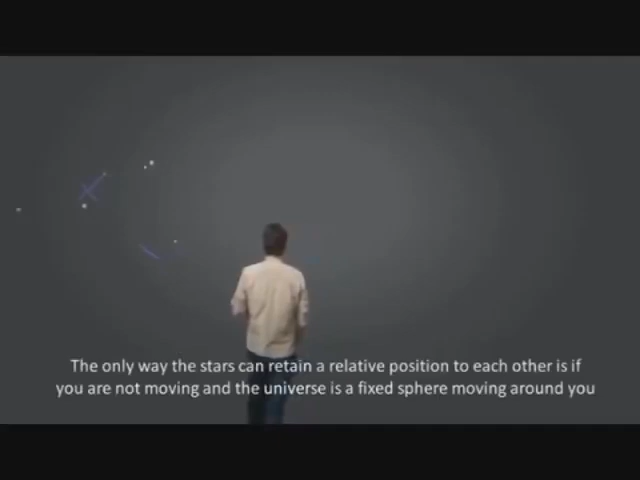 The only way the stars can retain a relative position to each other is if
you are not moving and the universe is a fixed sphere moving around you